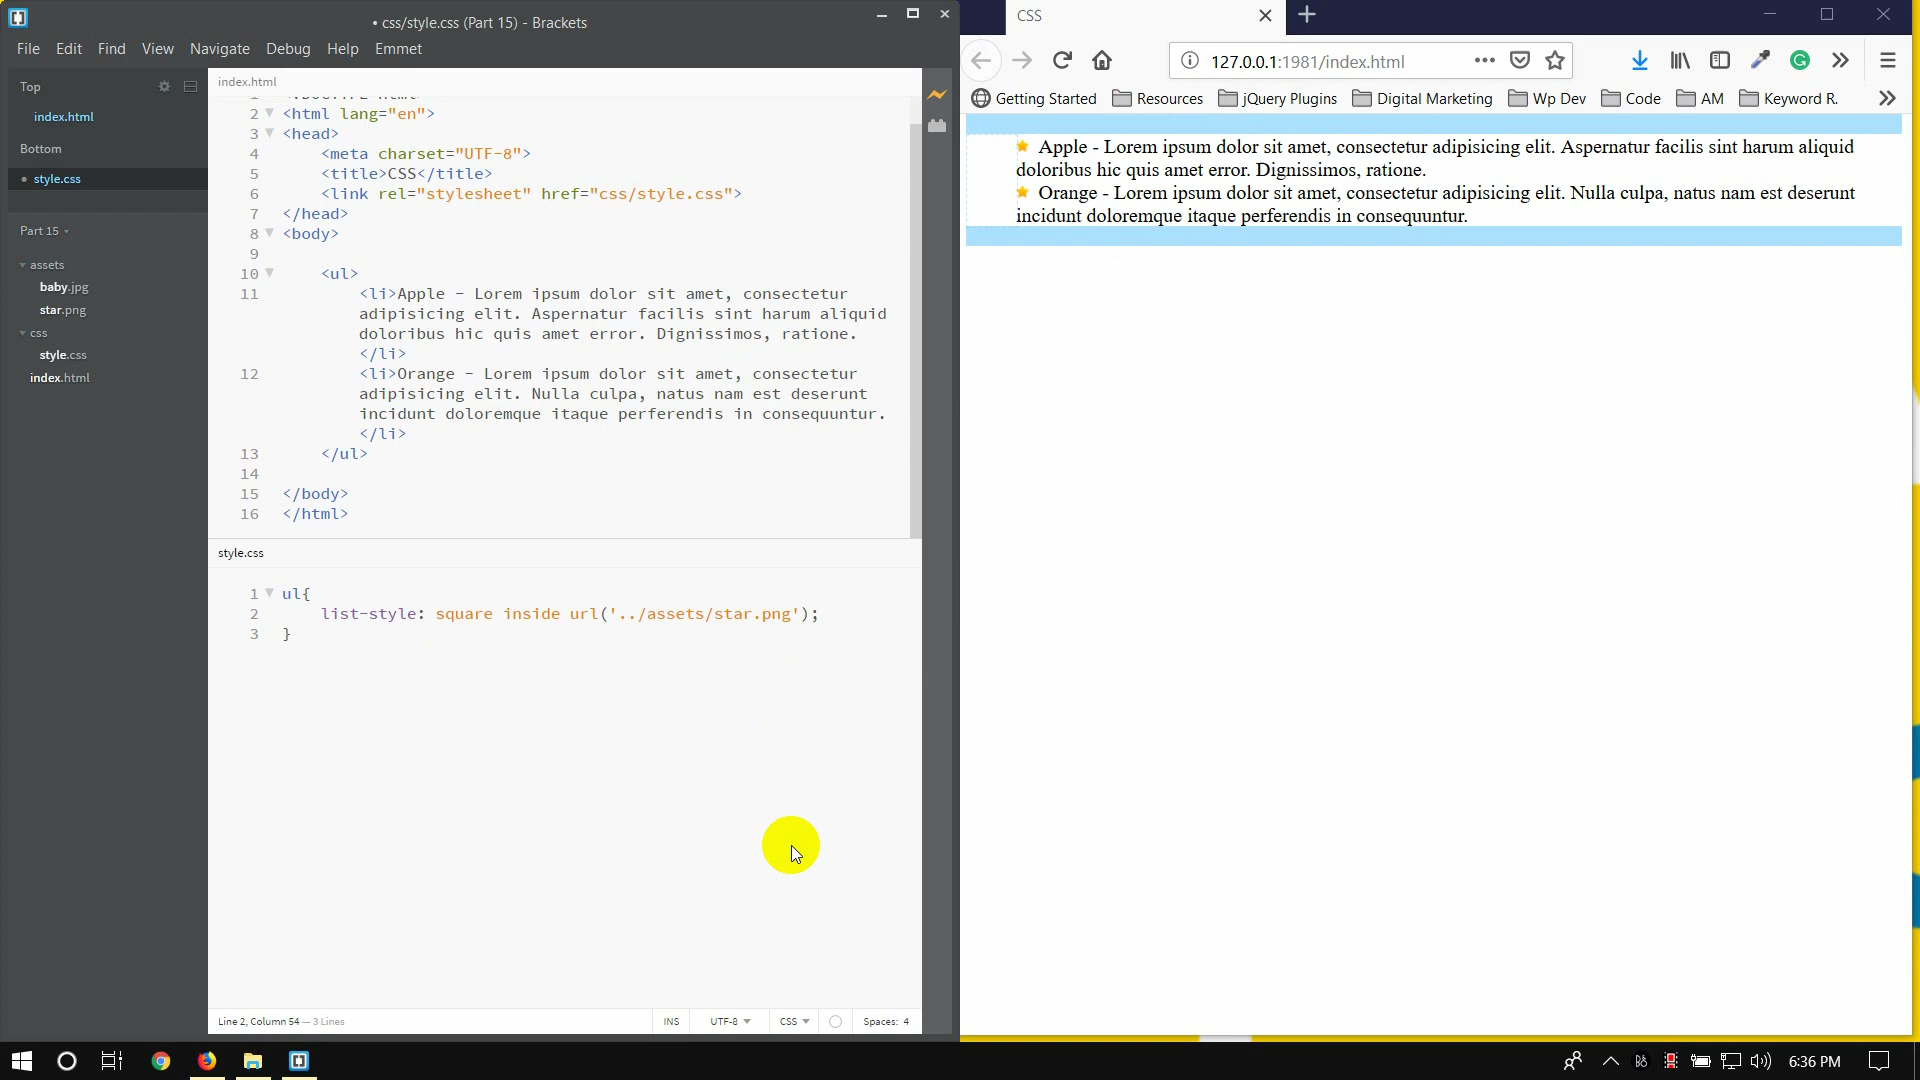 • css/style.css (Part 15) - Brackets
File Edit Find View Navigate Debug Help Emmet
Top
index.html
Bottom
• style.css
Part 15
assets
baby.jpg
star.png
css
style.css
index.html
index.html
2 <html lang="en">
3 <head>
4 <meta charset="UTF-8">
5 <title>CSS</title>
6 <link rel="stylesheet" href="css/style.css">
7 </head>
8 <body>
9
10 <ul>
11 <li>Apple - Lorem ipsum dolor sit amet, consectetur
adipisicing elit. Aspernatur facilis sint harum aliquid
doloribus hic quis amet error. Dignissimos, ratione.
</li>
12 <li>Orange - Lorem ipsum dolor sit amet, consectetur
adipisicing elit. Nulla culpa, natus nam est deserunt
incidunt doloremque itaque perferendis in consequuntur.
</li>
13 </ul>
14
15 </body>
16 </html>
style.css
1 ul{
2 list-style: square inside url('../assets/star.png');
3 }
Line 2, Column 54 — 3 Lines
INS UTF-8 CSS Spaces: 4
CSS
127.0.0.1:1981/index.html
Getting Started Resources jQuery Plugins Digital Marketing Wp Dev Code AM Keyword R.
Apple - Lorem ipsum dolor sit amet, consectetur adipisicing elit. Aspernatur facilis sint harum aliquid
doloribus hic quis amet error. Dignissimos, ratione.
Orange - Lorem ipsum dolor sit amet, consectetur adipisicing elit. Nulla culpa, natus nam est deserunt
incidunt doloremque itaque perferendis in consequuntur.
6:36 PM